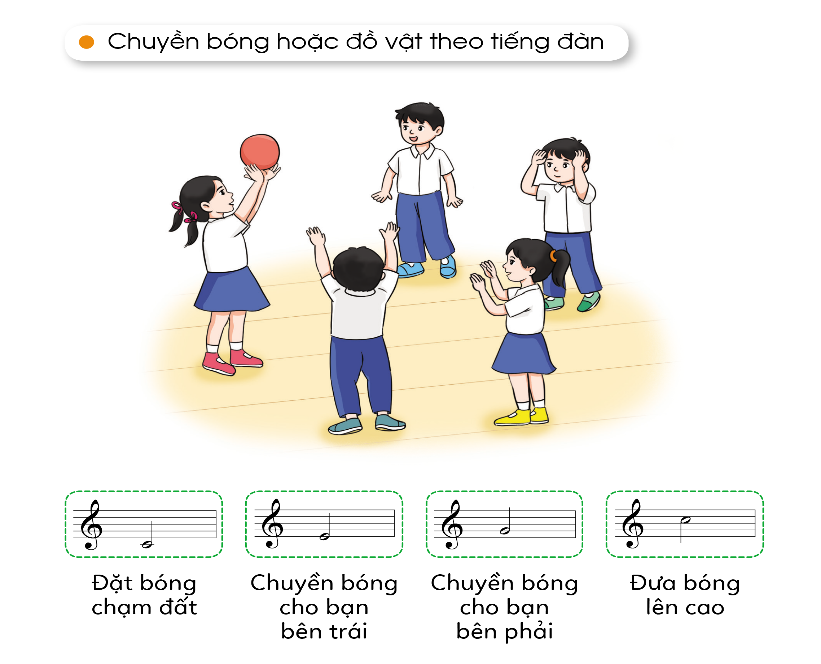 Chuyền bóng hoặc đồ vật theo tiếng đàn
Đặt bóng
chạm đất
Chuyền bóng
cho bạn
bên trái
Chuyền bóng
cho bạn
bên phải
Đưa bóng
lên cao